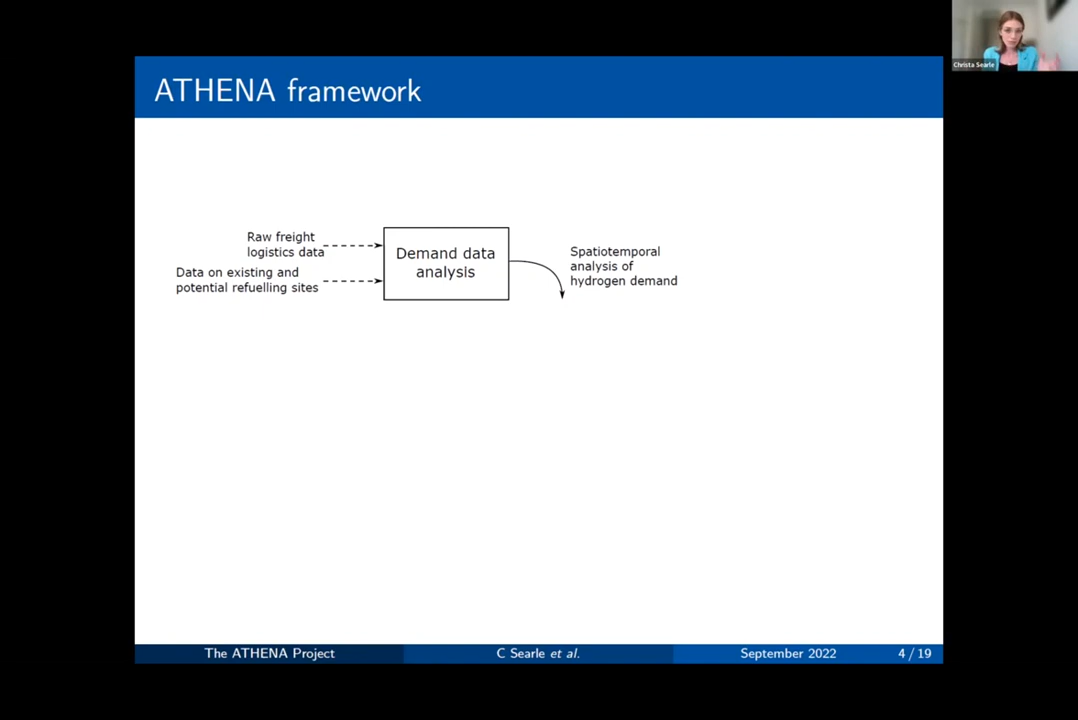 Christa Searle
ATHENA framework
Raw freight
logistics data
Data on existing and
potential refuelling sites
Demand data
analysis
Spatiotemporal
analysis of
hydrogen demand
The ATHENA Project
C Searle et al.
September 2022
4 / 19